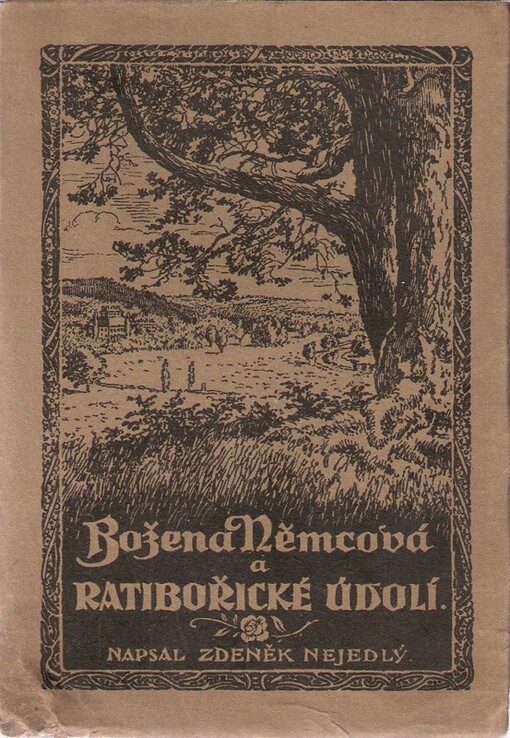 Božena Němcová
a
RATIBOŘICKÉ ÚDOLÍ.
NAPSAL ZDENĚK NEJEDLÝ.